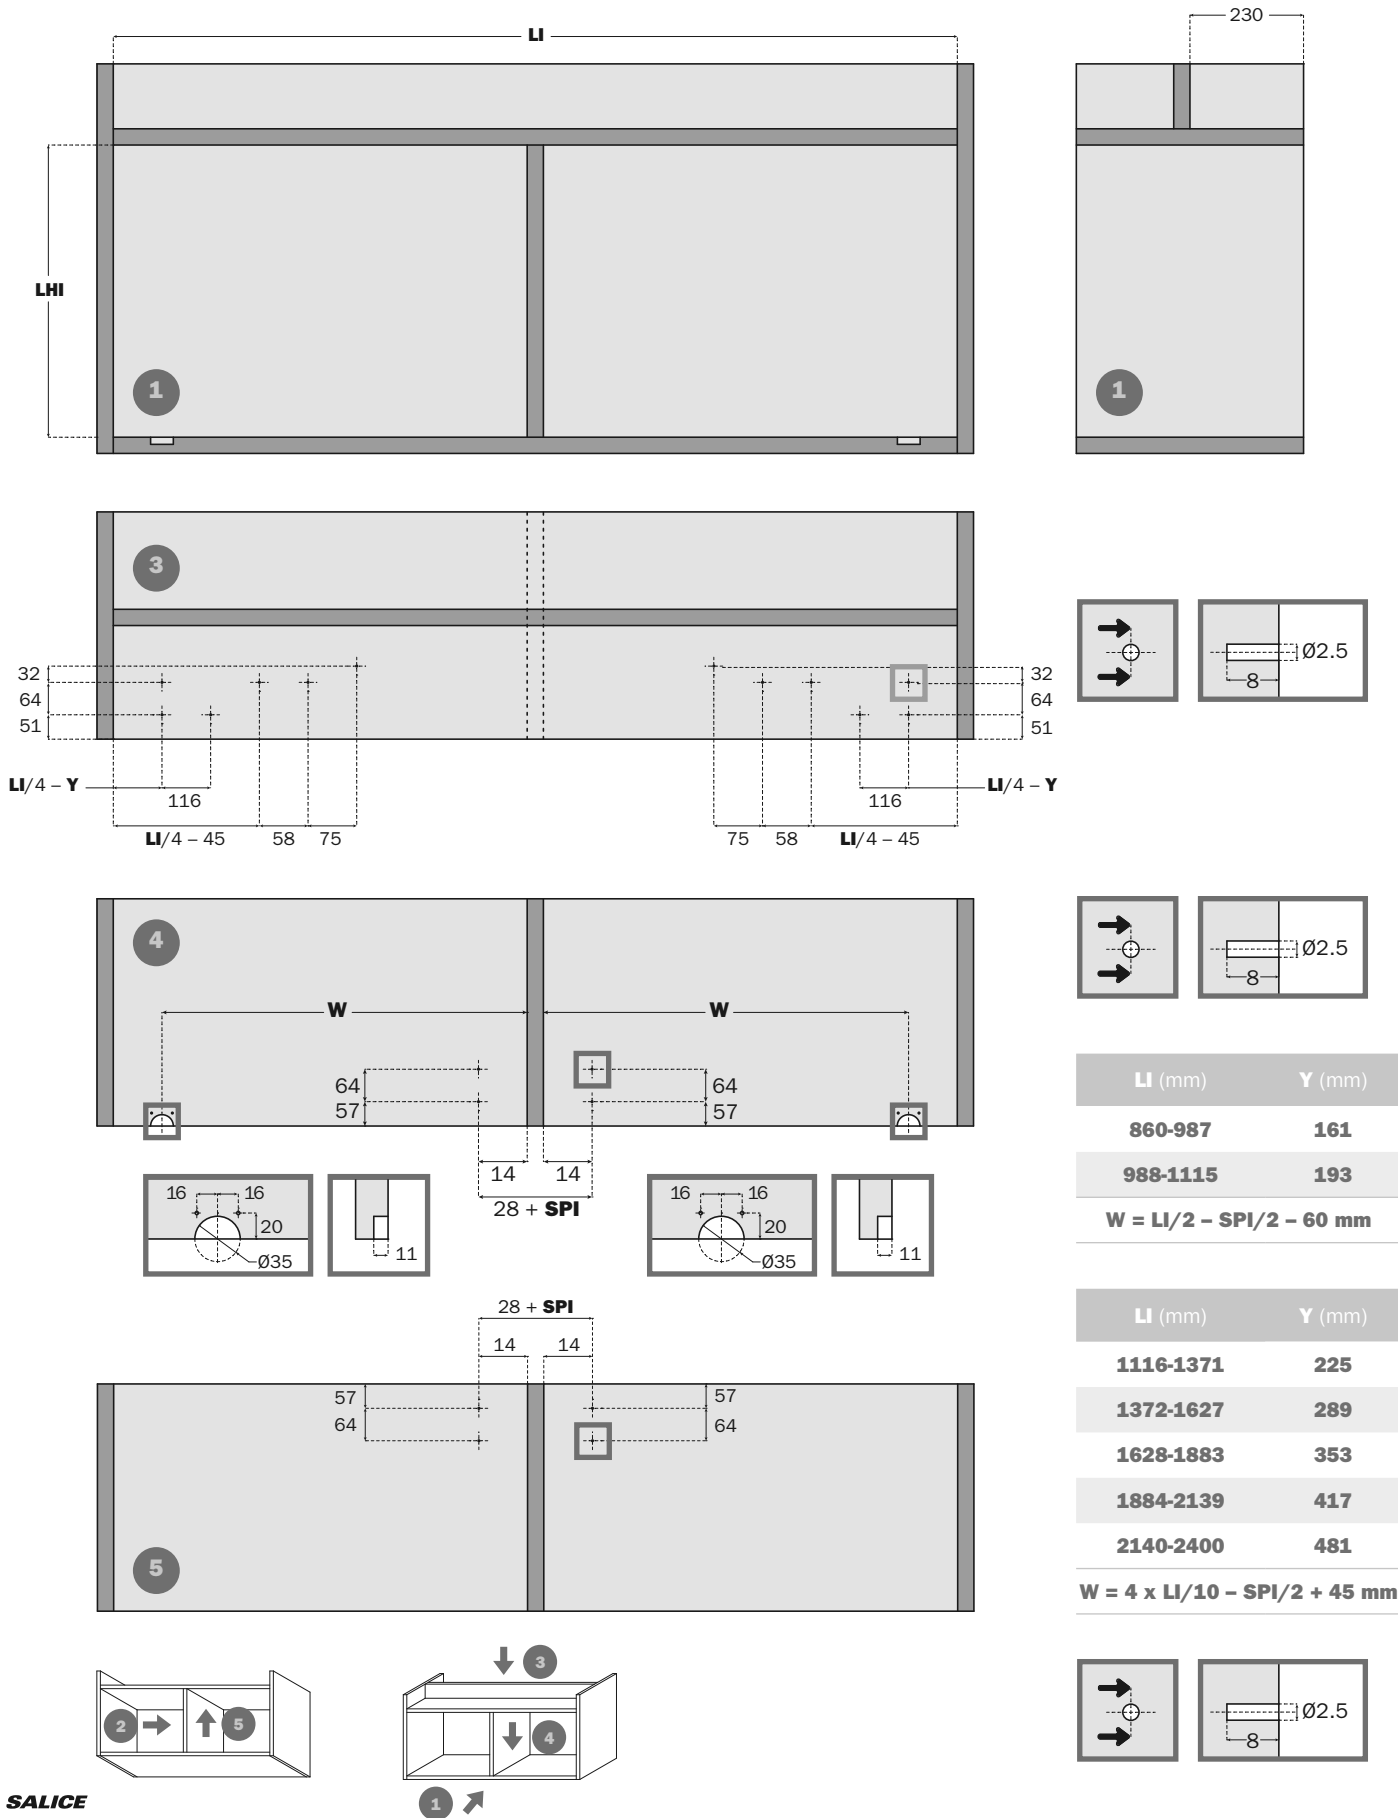 LI
230
LHI
1
1
3
32
64
51
32
64
51
Ø2.5
8
LI/4 – Y
116
116
LI/4 – Y
LI/4 – 45
58
75
75
58
LI/4 – 45
4
Ø2.5
8
W
W
64
57
64
57
14
14
28 + SPI
16
16
20
Ø35
11
16
16
20
Ø35
11
LI (mm) Y (mm)
860-987 161
988-1115 193
W = LI/2 – SPI/2 – 60 mm
28 + SPI
14
14
57
64
57
64
5
LI (mm) Y (mm)
1116-1371 225
1372-1627 289
1628-1883 353
1884-2139 417
2140-2400 481
W = 4 x LI/10 – SPI/2 + 45 mm
2
5
3
4
1
Ø2.5
8
SALICE